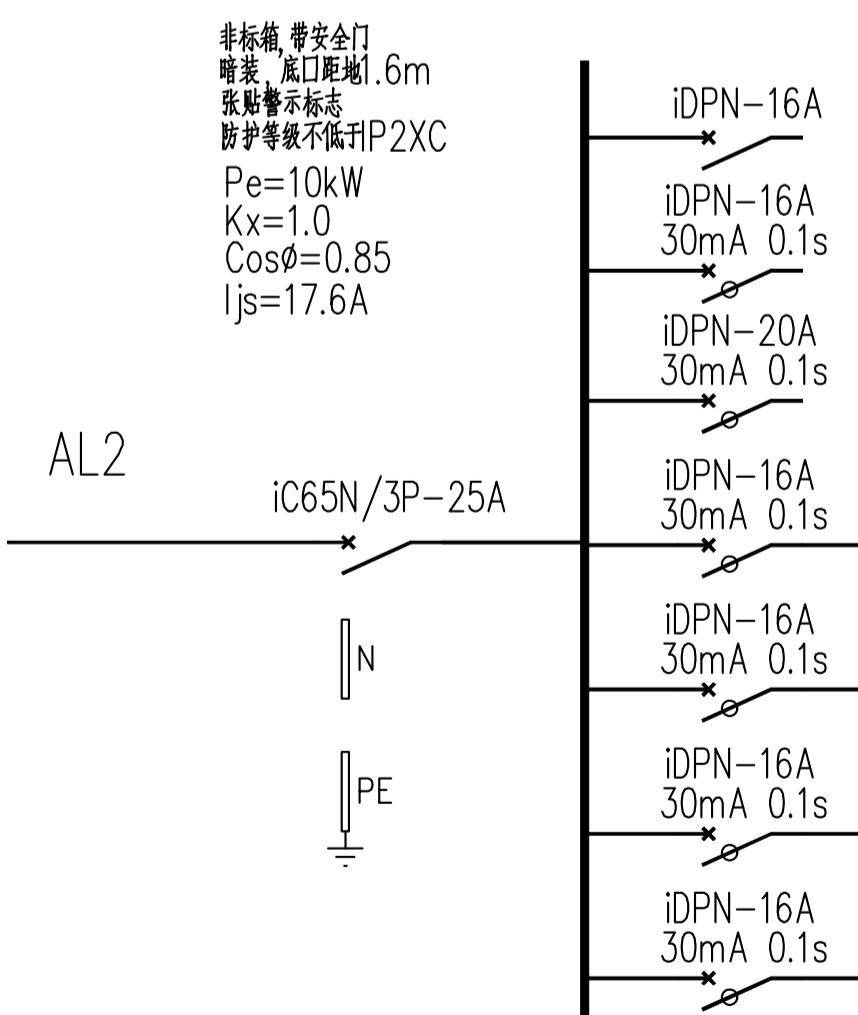 非标箱,带安全门
暗装，底口距地1.6m
张贴警示标志
防护等级不低于IP2XC
Pe=10kW
Kx=1.0
CosØ=0.85
Ijs=17.6A
AL2
iC65N/3P-25A
N
PE
iDPN-16A
iDPN-16A
30mA 0.1s
iDPN-20A
30mA 0.1s
iDPN-16A
30mA 0.1s
iDPN-16A
30mA 0.1s
iDPN-16A
30mA 0.1s
iDPN-16A
30mA 0.1s